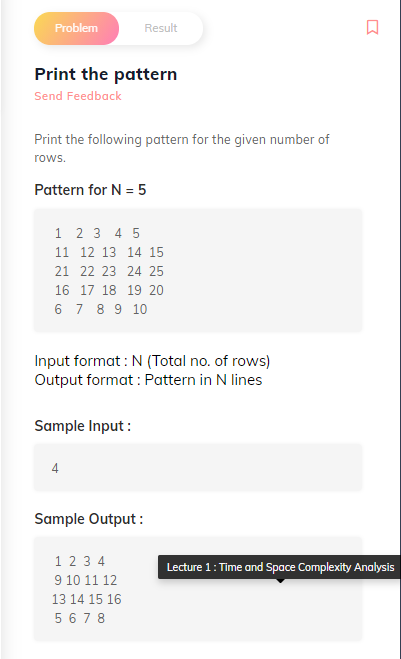 Problem
Result
Print the pattern
Send Feedback
Print the following pattern for the given number of
rows.
Pattern for N = 5
1 2 3 4 5
11 12 13 14 15
21 22 23 24 25
16 17 18 19 20
6 7 8 9 10
Input format : N (Total no. of rows)
Output format : Pattern in N lines
Sample Input :
4
Sample Output :
1 2 3 4
9 10 11 12
13 14 15 16
5 6 7 8
Lecture 1 : Time and Space Complexity Analysis